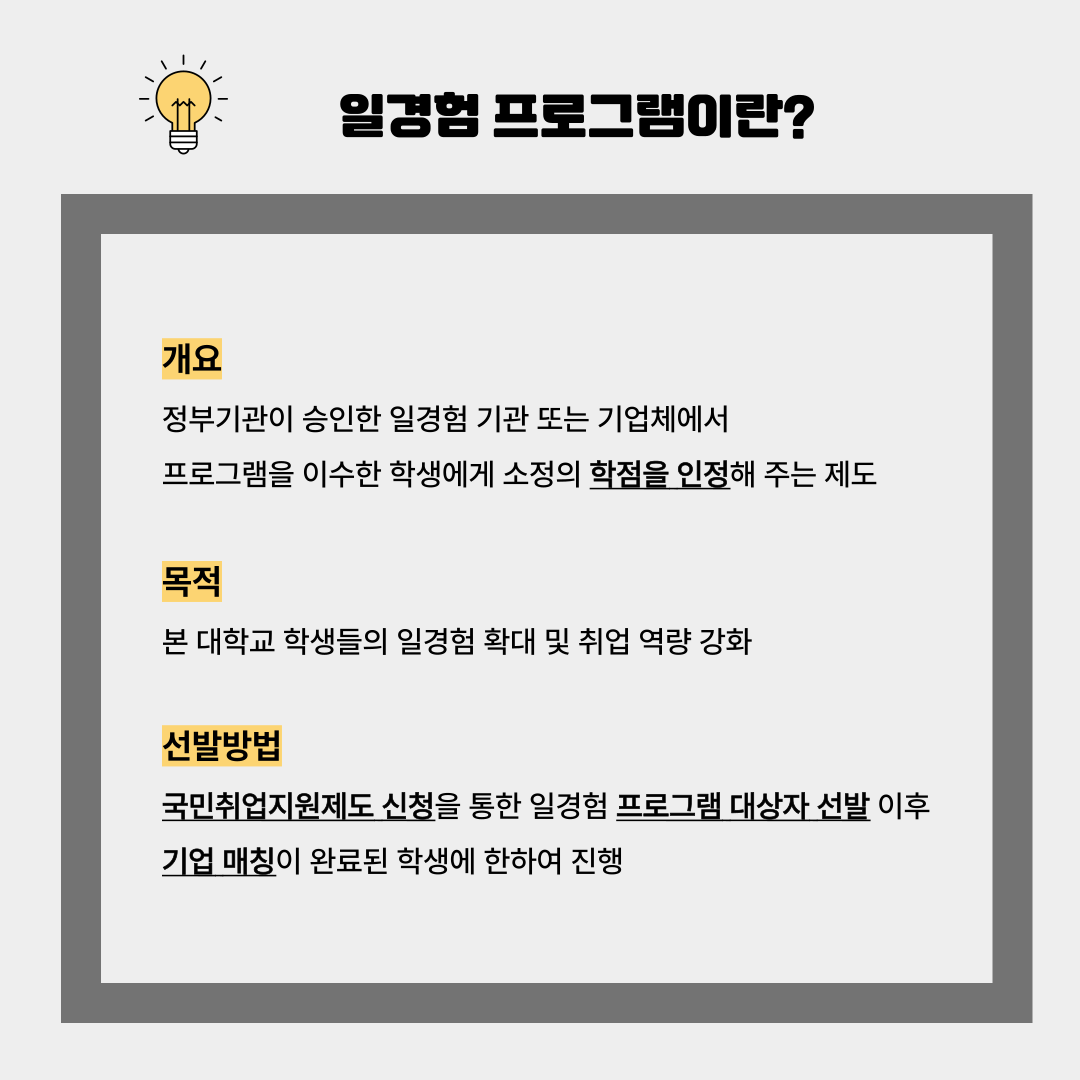 일경험 프로그램이란?
개요
정부기관이 승인한 일경험 기관 또는 기업체에서
프로그램을 이수한 학생에게 소정의 학점을 인정해 주는 제도
목적
본 대학교 학생들의 일경험 확대 및 취업 역량 강화
선발방법
국민취업지원제도 신청을 통한 일경험 프로그램 대상자 선발 이후
기업 매칭이 완료된 학생에 한하여 진행